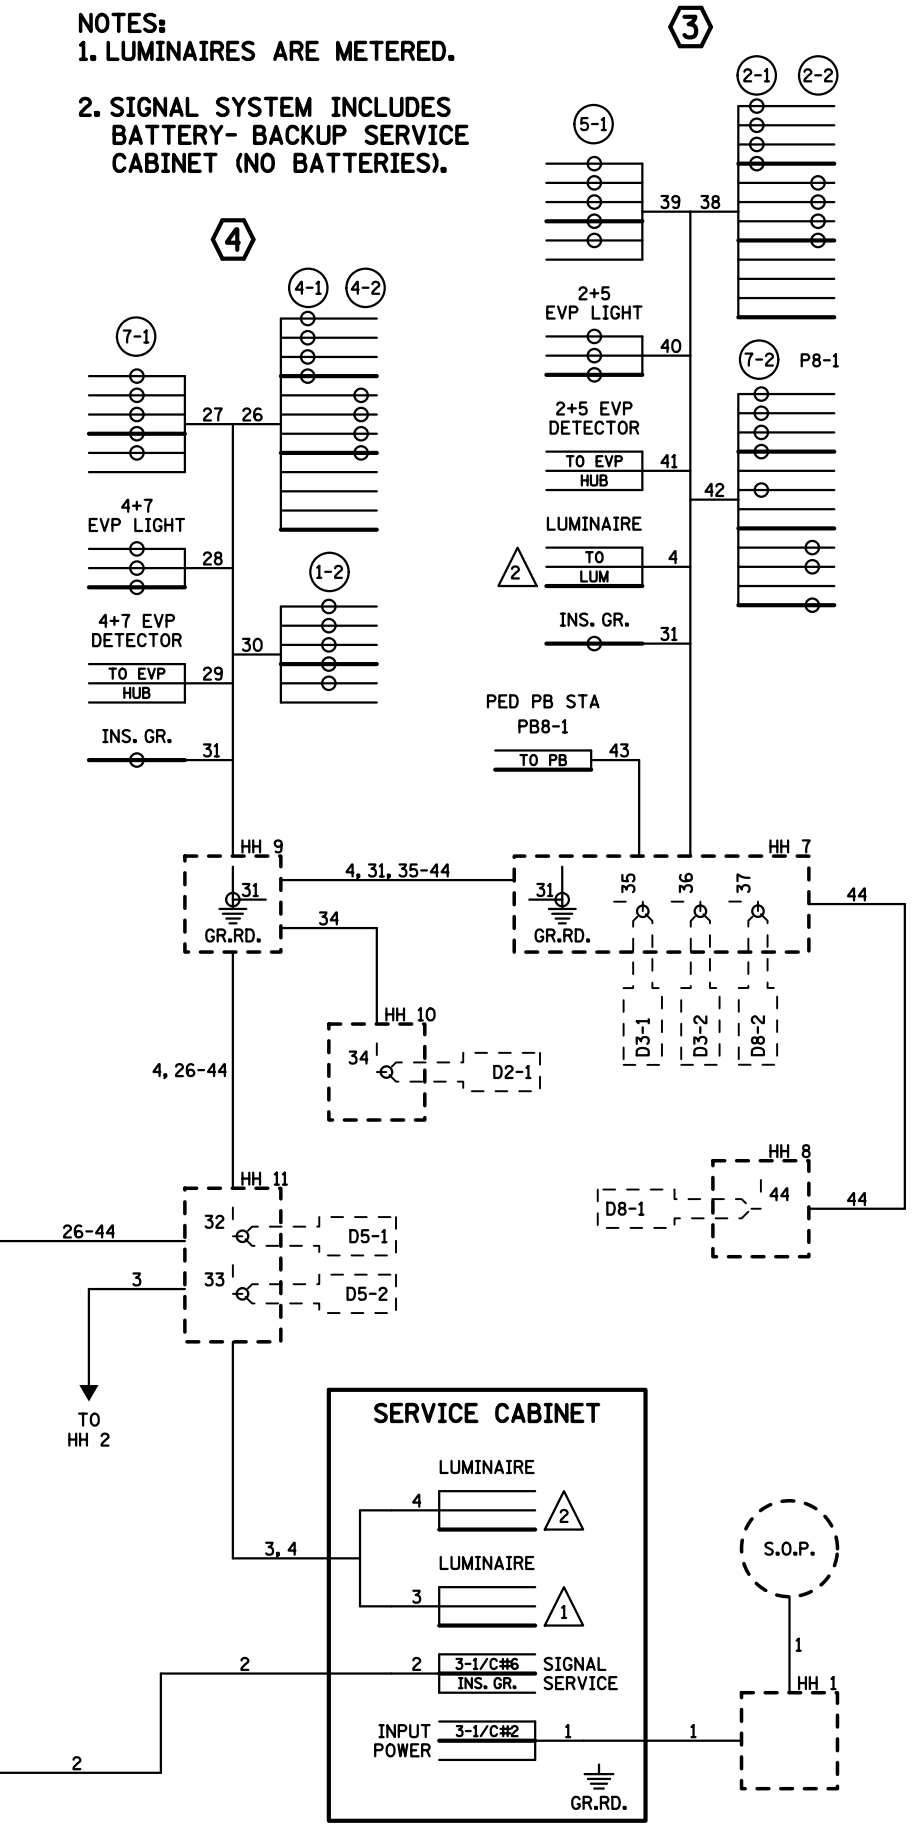 NOTES:
1. LUMINAIRES ARE METERED.
2. SIGNAL SYSTEM INCLUDES
BATTERY- BACKUP SERVICE
CABINET (NO BATTERIES).
3
2-1 2-2
5-1
39 38
2+5
EVP LIGHT
40
7-2 P8-1
2+5 EVP
DETECTOR
TO EVP
HUB
41
42
LUMINAIRE
2
TO
LUM
4
INS. GR.
31
PED PB STA
PB8-1
TO PB
43
4
4-1 4-2
7-1
27 26
4+7
EVP LIGHT
28
1-2
4+7 EVP
DETECTOR
30
TO EVP
HUB
29
INS. GR.
31
HH 9
31
GR.RD.
4, 31, 35-44
34
HH 7
31
GR.RD.
35
36
37
D3-1
D3-2
D8-2
44
HH 10
34
D2-1
4, 26-44
HH 8
44
D8-1
44
HH 11
32
D5-1
33
D5-2
26-44
3
TO
HH 2
SERVICE CABINET
LUMINAIRE
4
2
3, 4
LUMINAIRE
3
1
2
2
3-1/C#6
INS. GR.
SIGNAL
SERVICE
INPUT
POWER
3-1/C#2
1
1
GR.RD.
S.O.P.
1
HH 1
2